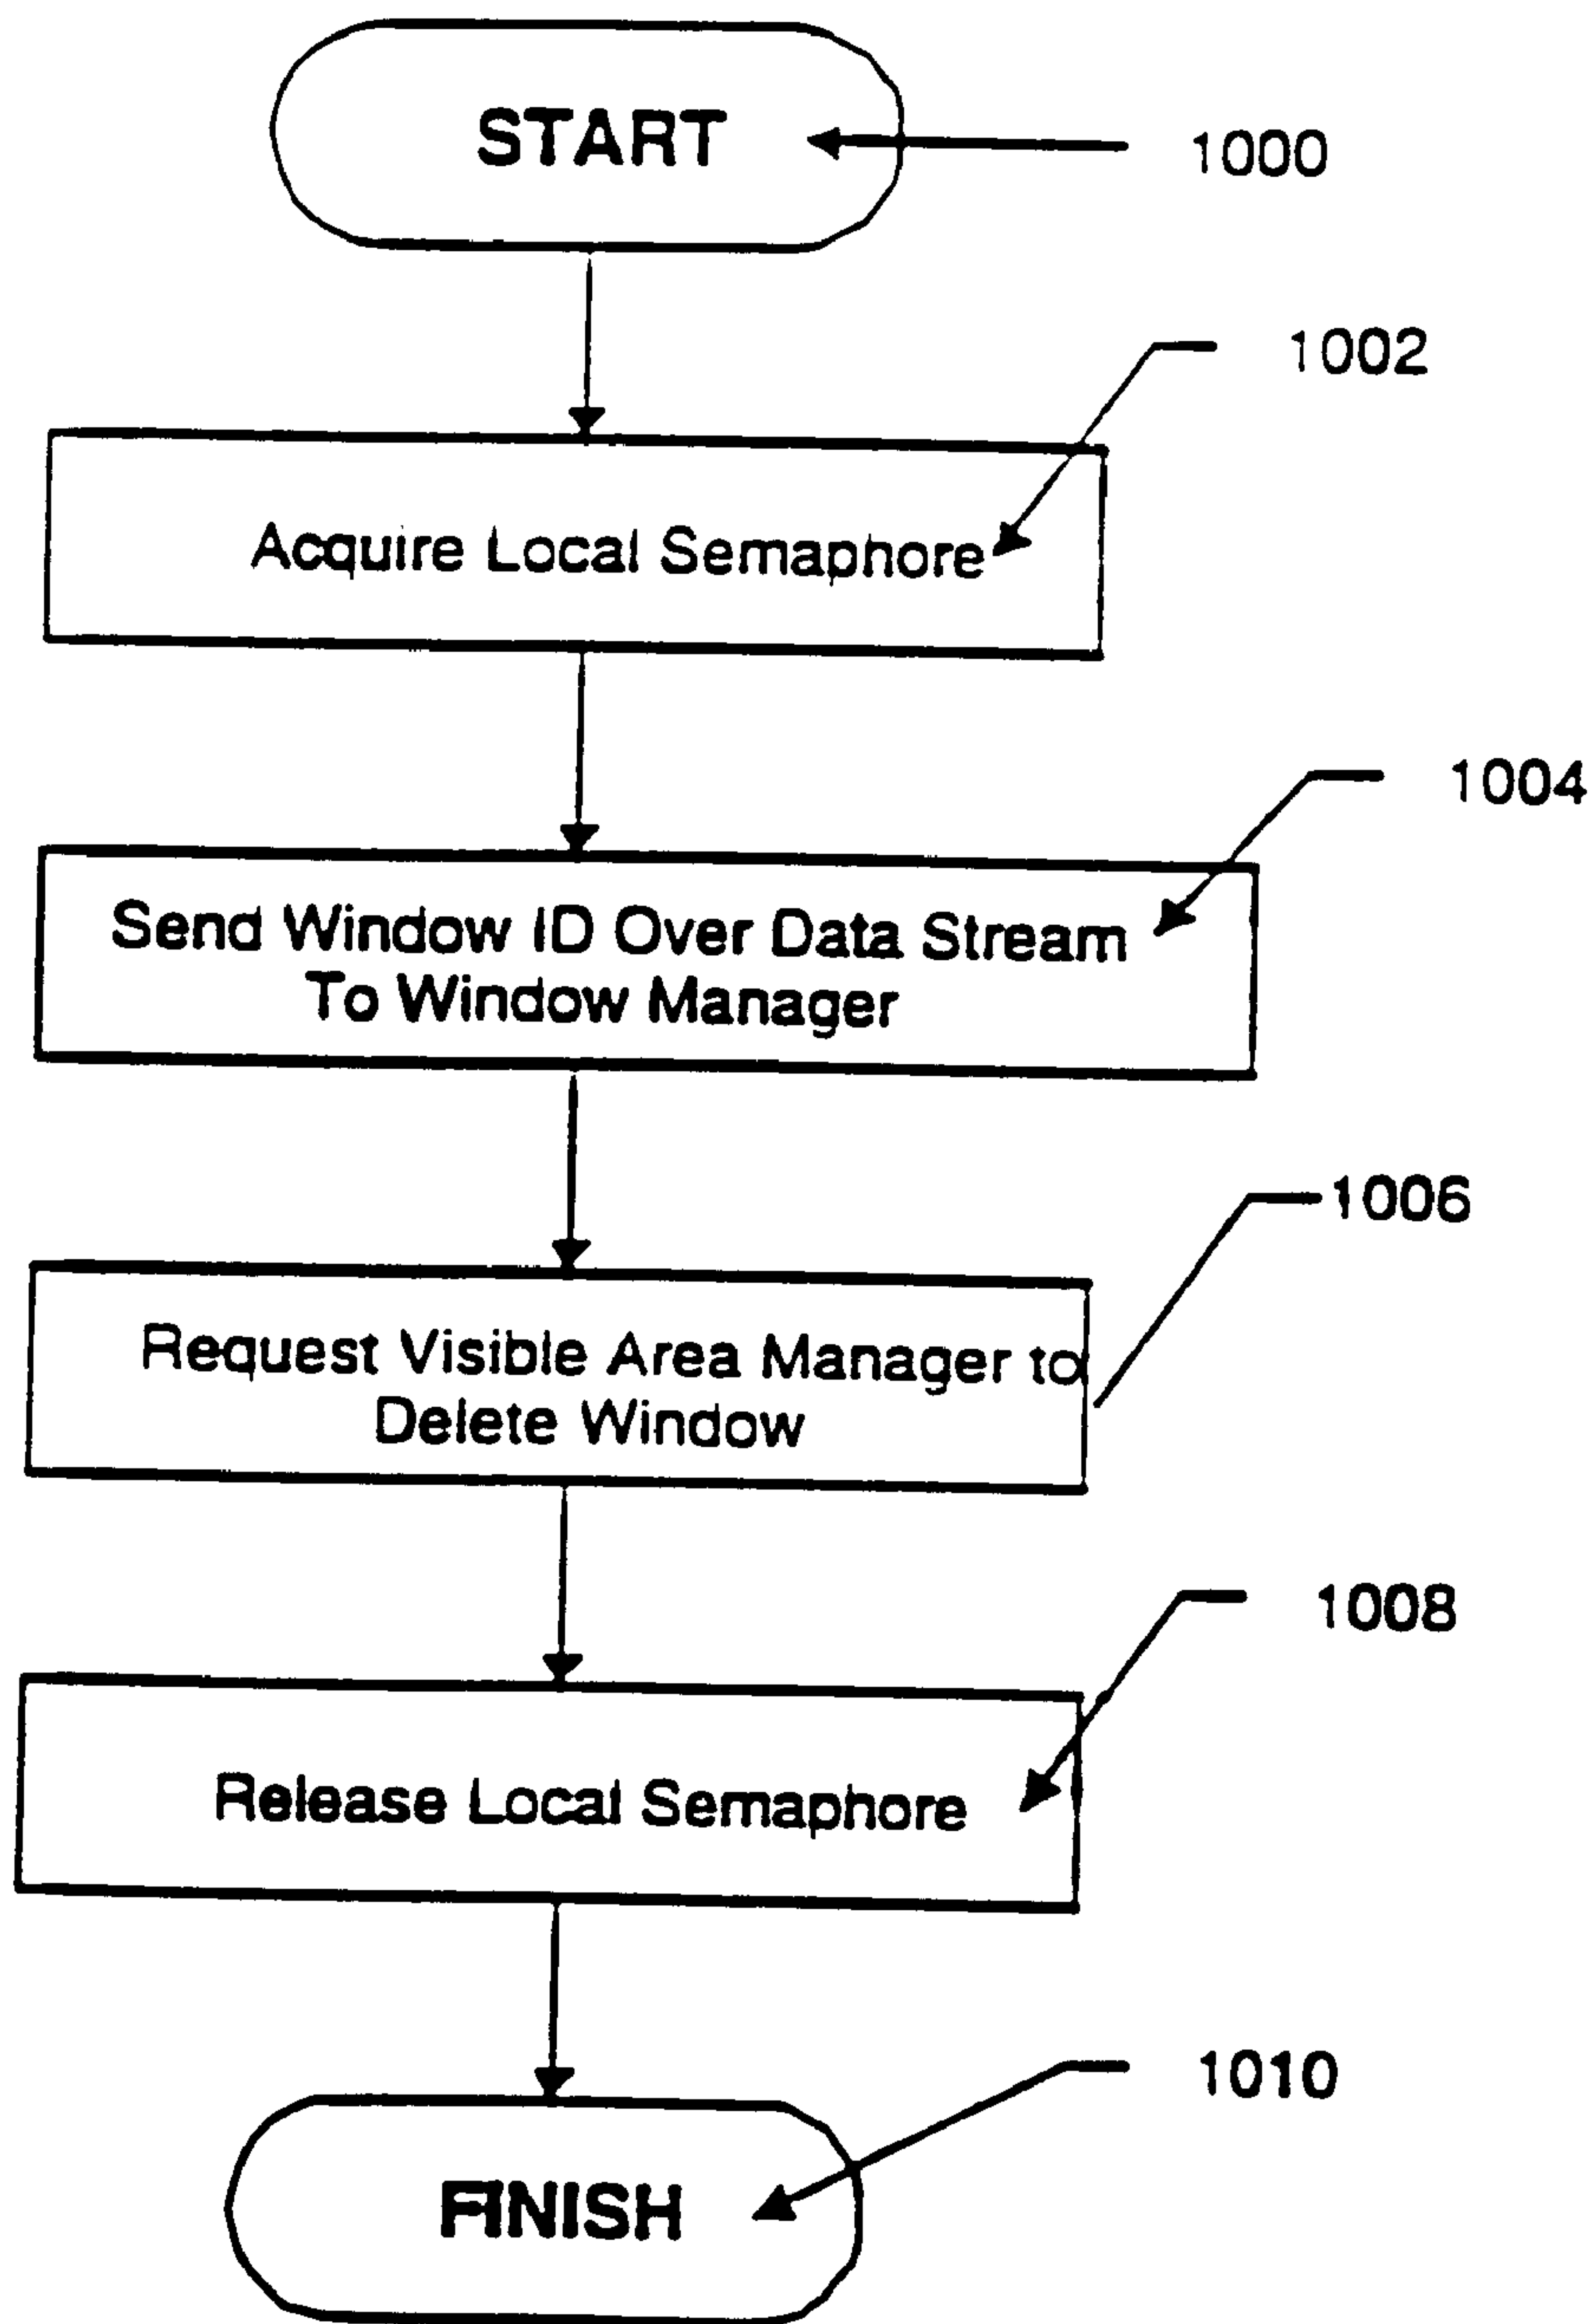 START
1000
1002
Acquire Local Semaphore
1004
Send Window ID Over Data Stream
To Window Manager
1006
Request Visible Area Manager to
Delete Window
1008
Release Local Semaphore
1010
FINISH